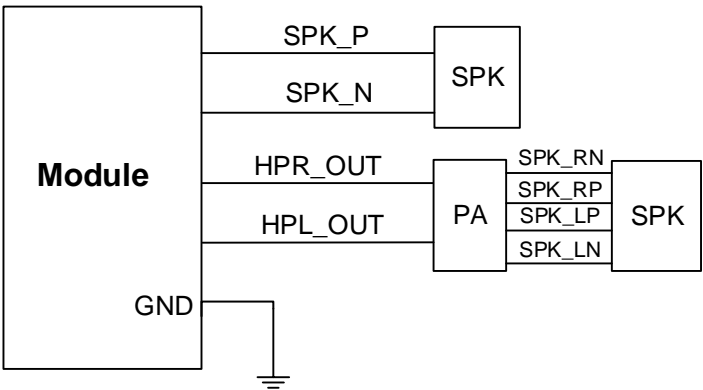 SPK_P
SPK
SPK_N
Module
HPR_OUT
HPL_OUT
PA
SPK_RN
SPK_RP
SPK_LP
SPK_LN
SPK
GND